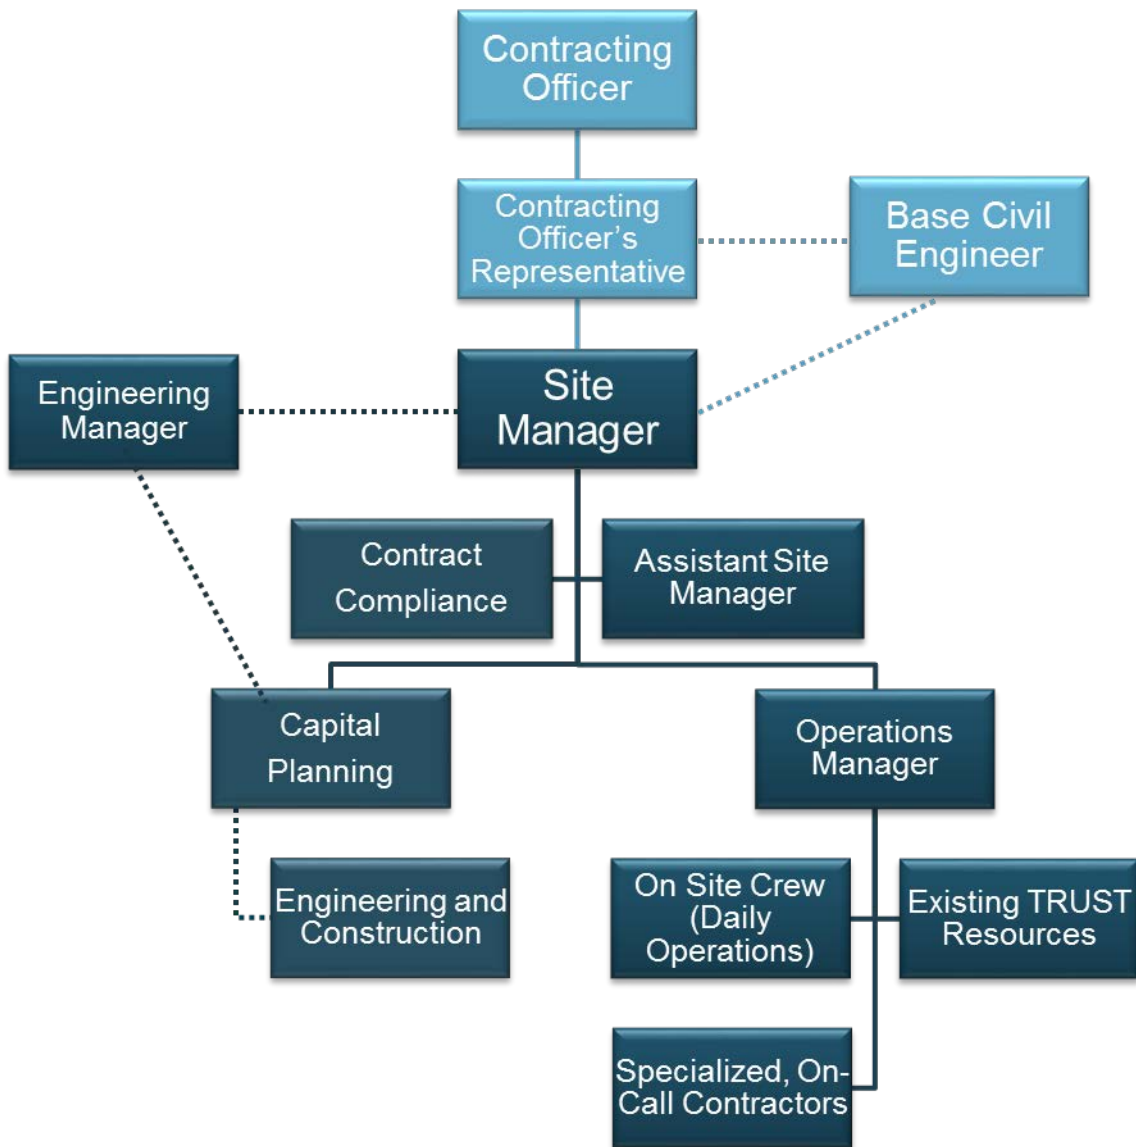 Contracting
Officer
Contracting
Officer's
Representative
Base Civil
Engineer
Engineering
Manager
Site
Manager
Contract
Compliance
Assistant Site
Manager
Capital
Planning
Operations
Manager
Engineering and
Construction
On Site Crew
(Daily
Operations)
Existing TRUST
Resources
Specialized, On-
Call Contractors